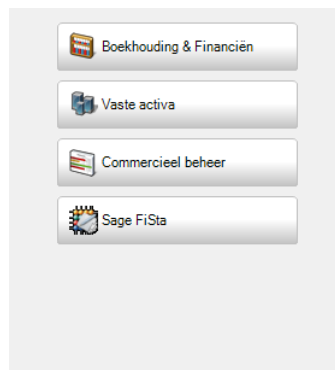 Boekhouding & Financiën
Vaste activa
Commercieel beheer
Sage FiSta